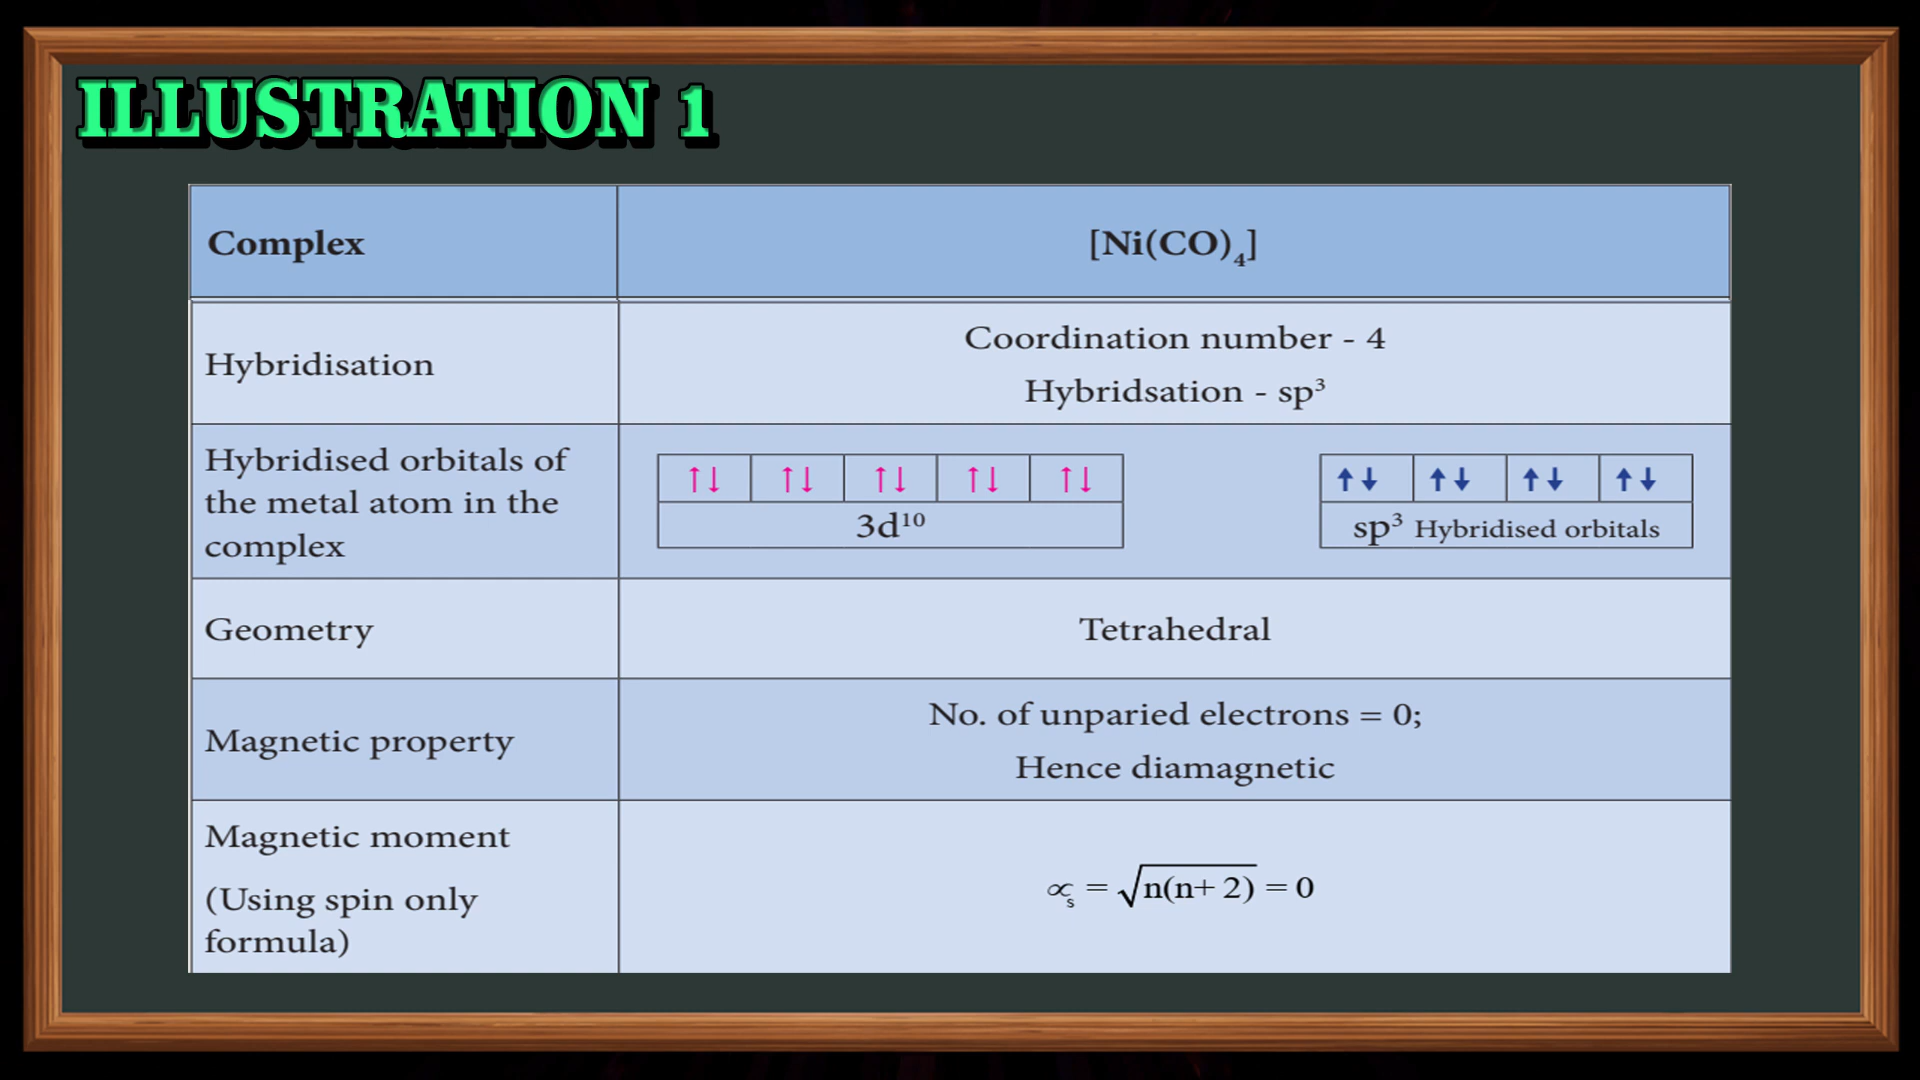 ILLUSTRATION 1
Complex
[Ni(CO)₄]
Hybridisation
Coordination number - 4
Hybridsation - sp³
Hybridised orbitals of
the metal atom in the
complex
↑↓ ↑↓ ↑↓ ↑↓ ↑↓
3d¹⁰
↑↓ ↑↓ ↑↓ ↑↓
sp³ Hybridised orbitals
Geometry
Tetrahedral
Magnetic property
No. of unparied electrons = 0;
Hence diamagnetic
Magnetic moment
(Using spin only
formula)
∝ₛ = √n(n+ 2) = 0